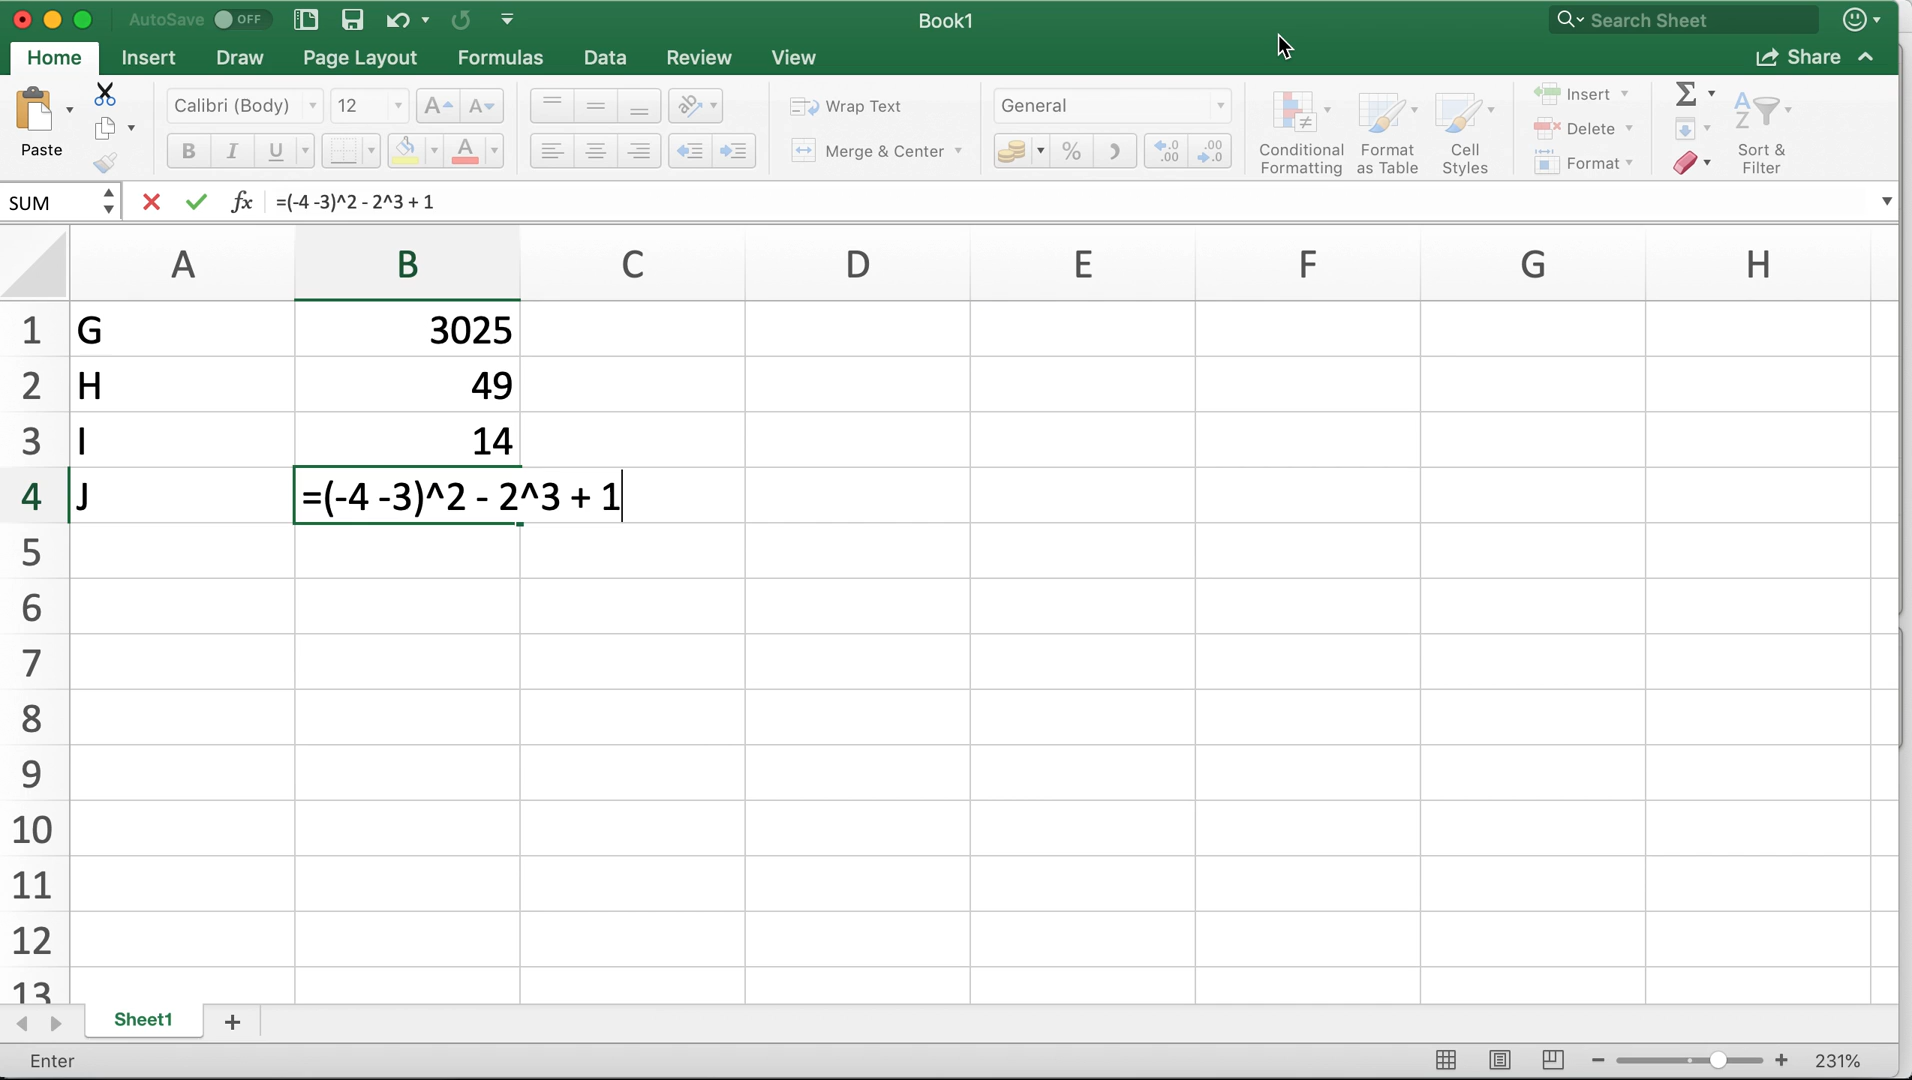 AutoSave OFF Book1 Search Sheet
Home Insert Draw Page Layout Formulas Data Review View Share
Paste
Calibri (Body) 12 A A
B I U A
Wrap Text
Merge & Center
General
%
Conditional Formatting
Format as Table
Cell Styles
Insert
Delete
Format
Sort & Filter
SUM fx =(-4 -3)^2 - 2^3 + 1
A B C D E F G H
1 G 3025
2 H 49
3 I 14
4 J =(-4 -3)^2 - 2^3 + 1
5
6
7
8
9
10
11
12
13
Sheet1 +
Enter 231%